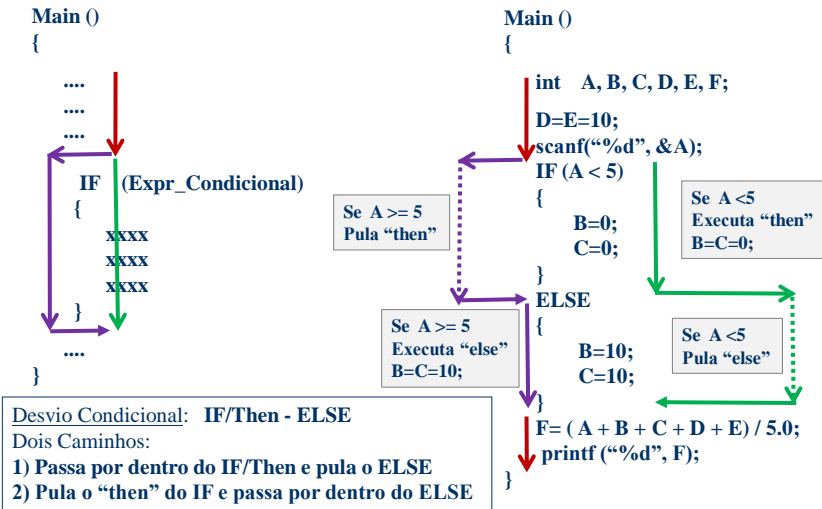 Main ()
{
....
....
....
IF (Expr_Condicional)
{
xxxx
xxxx
xxxx
}
....
}
Desvio Condicional: IF/Then - ELSE
Dois Caminhos:
1) Passa por dentro do IF/Then e pula o ELSE
2) Pula o “then” do IF e passa por dentro do ELSE
Main ()
{
int A, B, C, D, E, F;
D=E=10;
scanf(“%d”, &A);
IF (A < 5)
{
B=0;
C=0;
}
ELSE
{
B=10;
C=10;
}
F= ( A + B + C + D + E) / 5.0;
printf (“%d”, F);
}
Se A >= 5
Pula “then”
Se A <5
Executa “then”
B=C=0;
Se A >= 5
Executa “else”
B=C=10;
Se A <5
Pula “else”